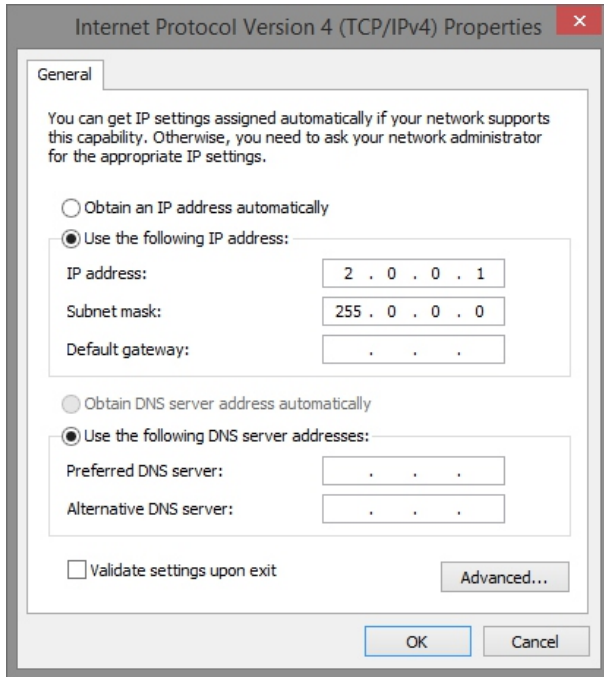 Internet Protocol Version 4 (TCP/IPv4) Properties
General
You can get IP settings assigned automatically if your network supports
this capability. Otherwise, you need to ask your network administrator
for the appropriate IP settings.
Obtain an IP address automatically
Use the following IP address:
IP address: 2 . 0 . 0 . 1
Subnet mask: 255 . 0 . 0 . 0
Default gateway: . . .
Obtain DNS server address automatically
Use the following DNS server addresses:
Preferred DNS server: . . .
Alternative DNS server: . . .
Validate settings upon exit
Advanced...
OK Cancel